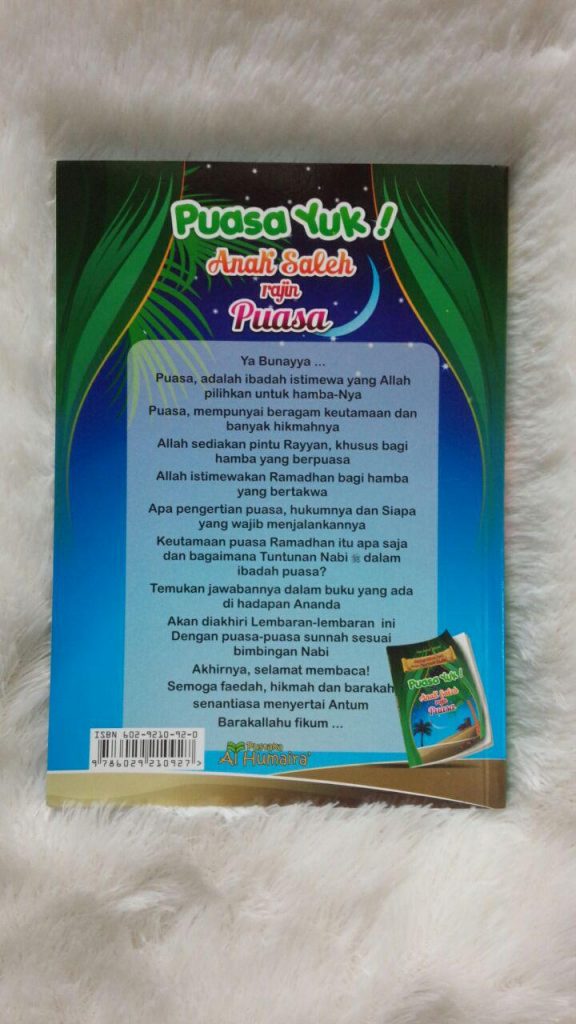 Puasa Yuk !
Anak Saleh
rajin
Puasa
Ya Bunayya ...
Puasa, adalah ibadah istimewa yang Allah
pilihkan untuk hamba-Nya
Puasa, mempunyai beragam keutamaan dan
banyak hikmahnya
Allah sediakan pintu Rayyan, khusus bagi
hamba yang berpuasa
Allah istimewakan Ramadhan bagi hamba
yang bertakwa
Apa pengertian puasa, hukumnya dan Siapa
yang wajib menjalankannya
Keutamaan puasa Ramadhan itu apa saja
dan bagaimana Tuntunan Nabi ﷺ dalam
ibadah puasa?
Temukan jawabannya dalam buku yang ada
di hadapan Ananda
Akan diakhiri Lembaran-lembaran ini
Dengan puasa-puasa sunnah sesuai
bimbingan Nabi
Akhirnya, selamat membaca!
Semoga faedah, hikmah dan barakah
senantiasa menyertai Antum
Barakallahu fikum ...
Puasa Yuk !
Anak Saleh
rajin
Puasa
ISBN 602-9210-92-0
9 786029 210927 >
Pustaka
Al Humaira'